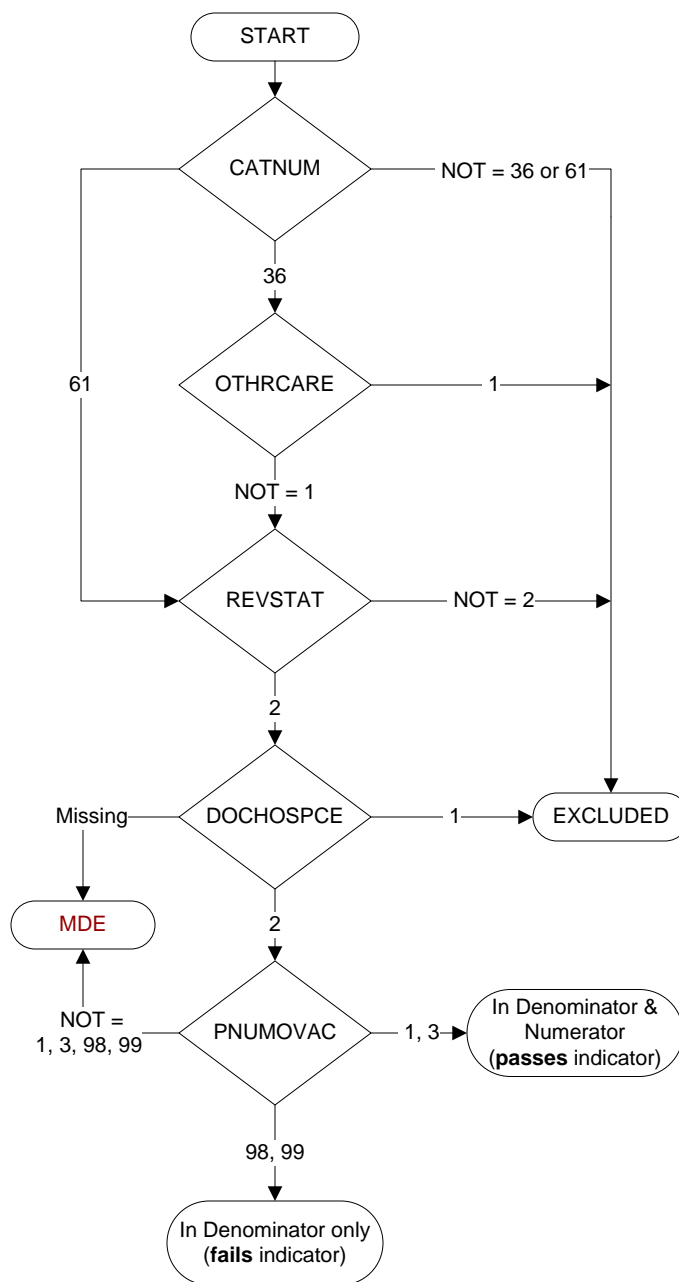 START
CATNUM
NOT = 36 or 61
36
61
OTHRCARE
1
NOT = 1
REVSTAT
NOT = 2
2
Missing
DOCHOSPCE
1
EXCLUDED
MDE
2
NOT =
1, 3, 98, 99
PNUMOVAC
1, 3
In Denominator &
Numerator
(passes indicator)
98, 99
In Denominator only
(fails indicator)